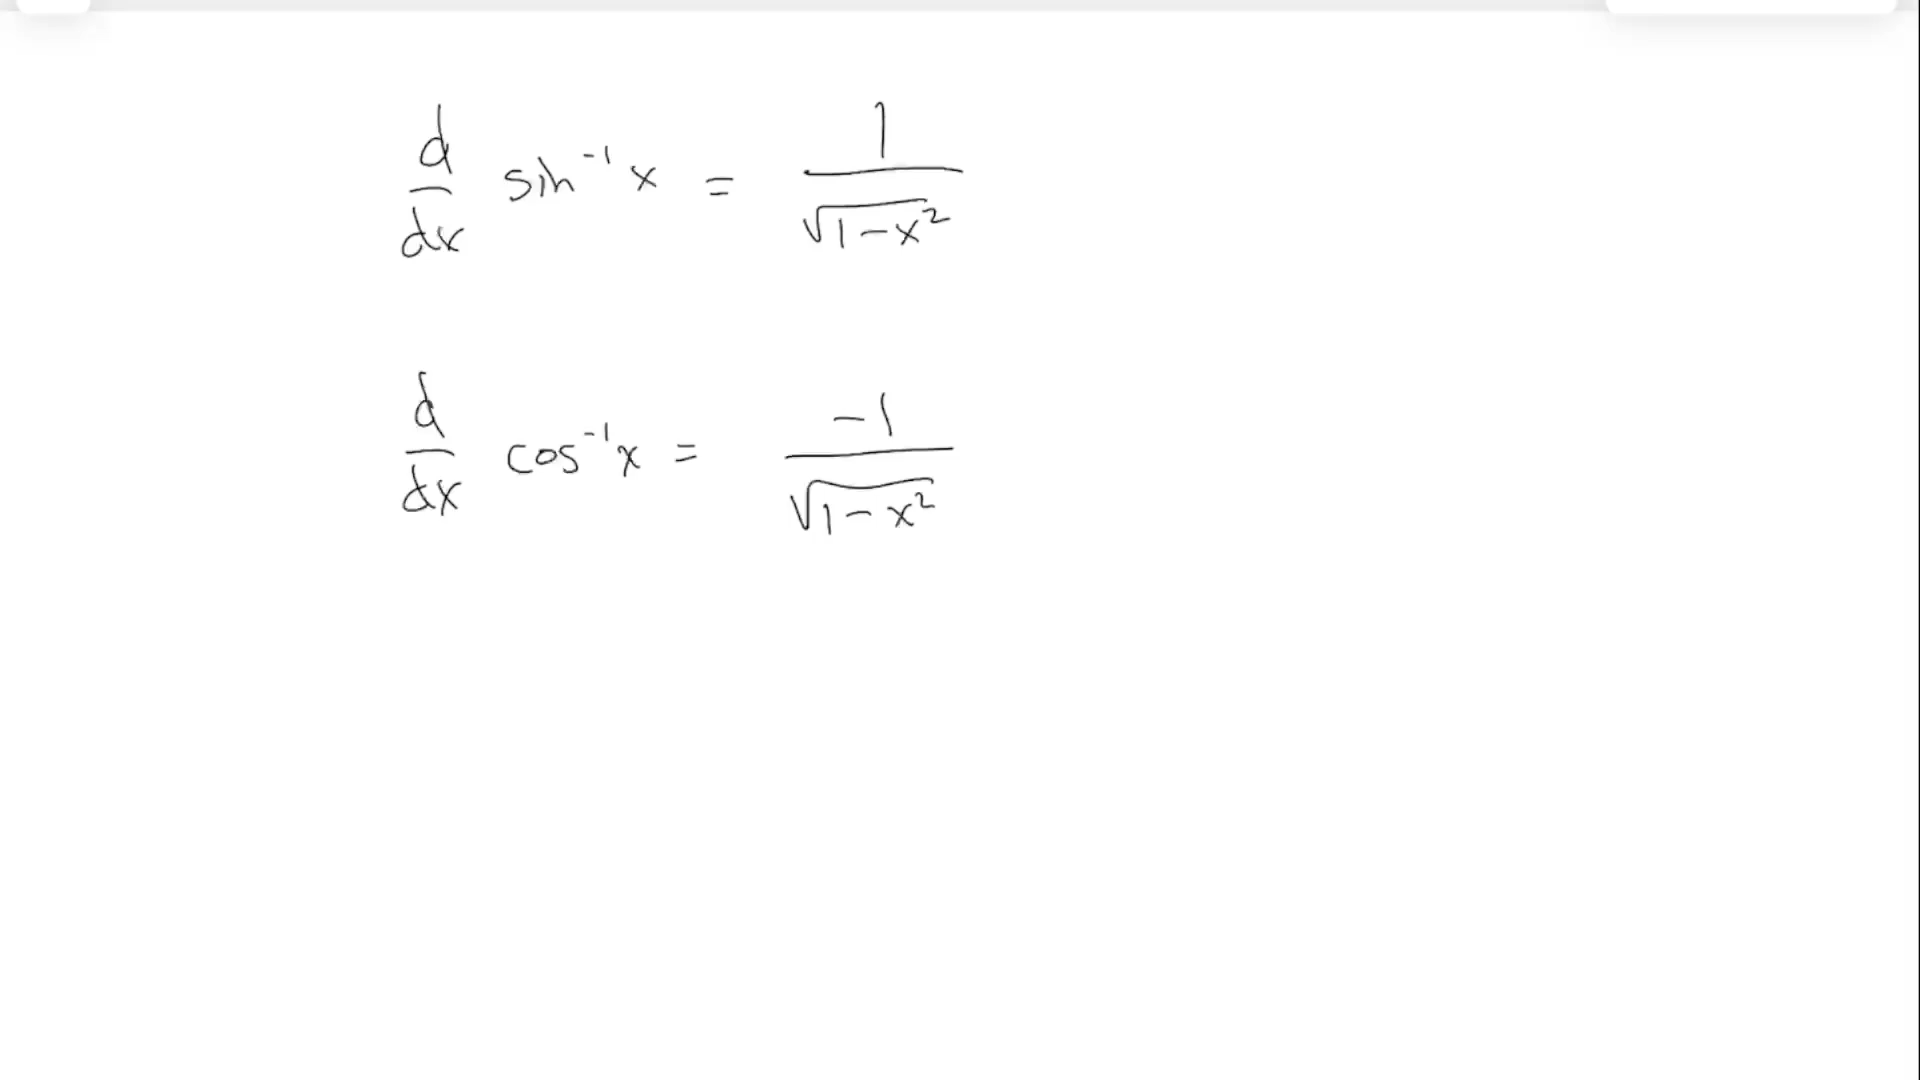 d/dx sin⁻¹x = 1/√(1-x²)
d/dx cos⁻¹x = -1/√(1-x²)